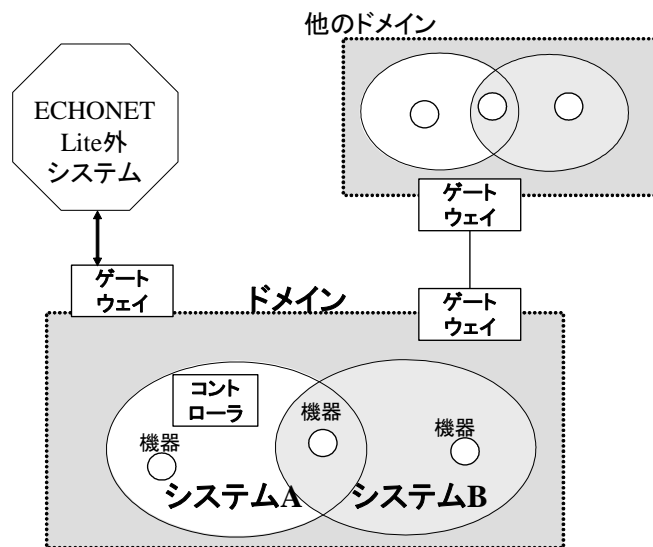 他のドメイン
ECHONET
Lite外
システム
ゲート
ウェイ
ゲート
ウェイ
ドメイン
ゲート
ウェイ
コント
ローラ
機器
機器
機器
システムA
システムB